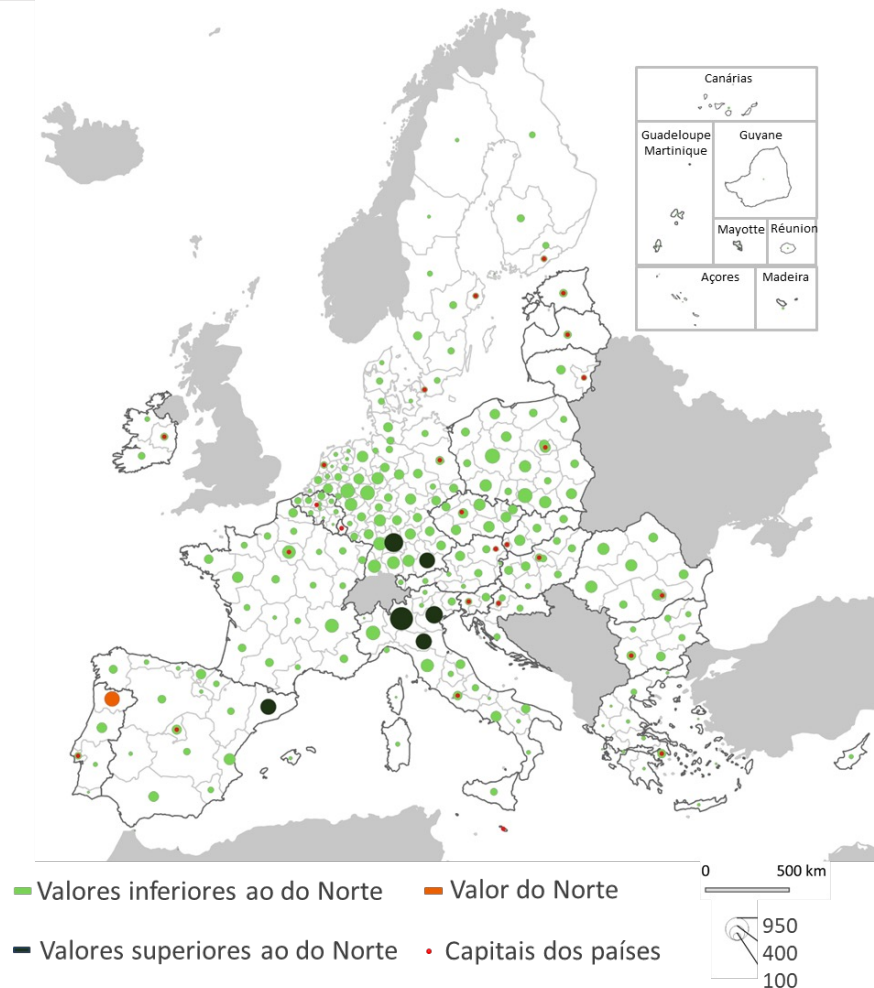 Canárias
Guadeloupe
Martinique
Guyane
Mayotte
Réunion
Açores
Madeira
Valores inferiores ao do Norte
Valor do Norte
0 500 km
Valores superiores ao do Norte
Capitais dos países
950
400
100